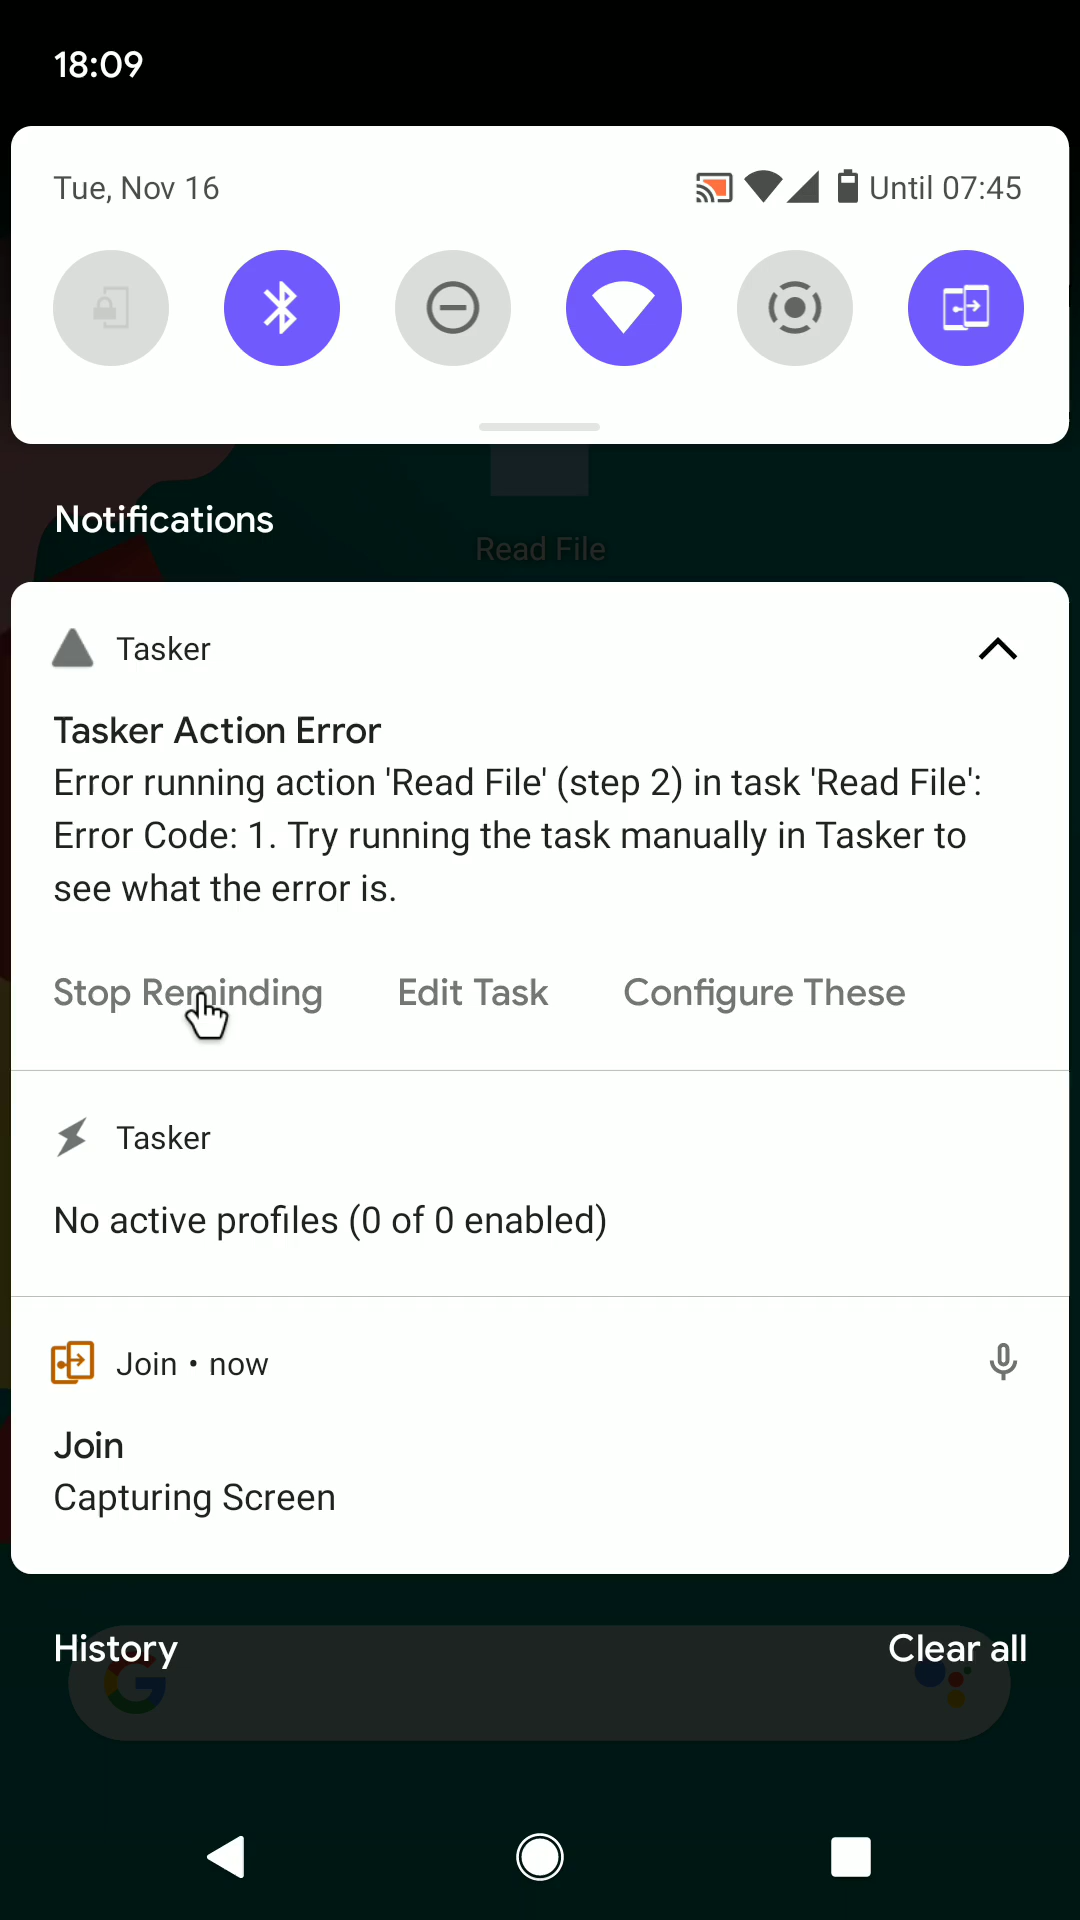 18:09
Tue, Nov 16
Until 07:45
Notifications
Read File
Tasker
Tasker Action Error
Error running action 'Read File' (step 2) in task 'Read File':
Error Code: 1. Try running the task manually in Tasker to
see what the error is.
Stop Reminding
Edit Task
Configure These
Tasker
No active profiles (0 of 0 enabled)
Join • now
Join
Capturing Screen
History
Clear all